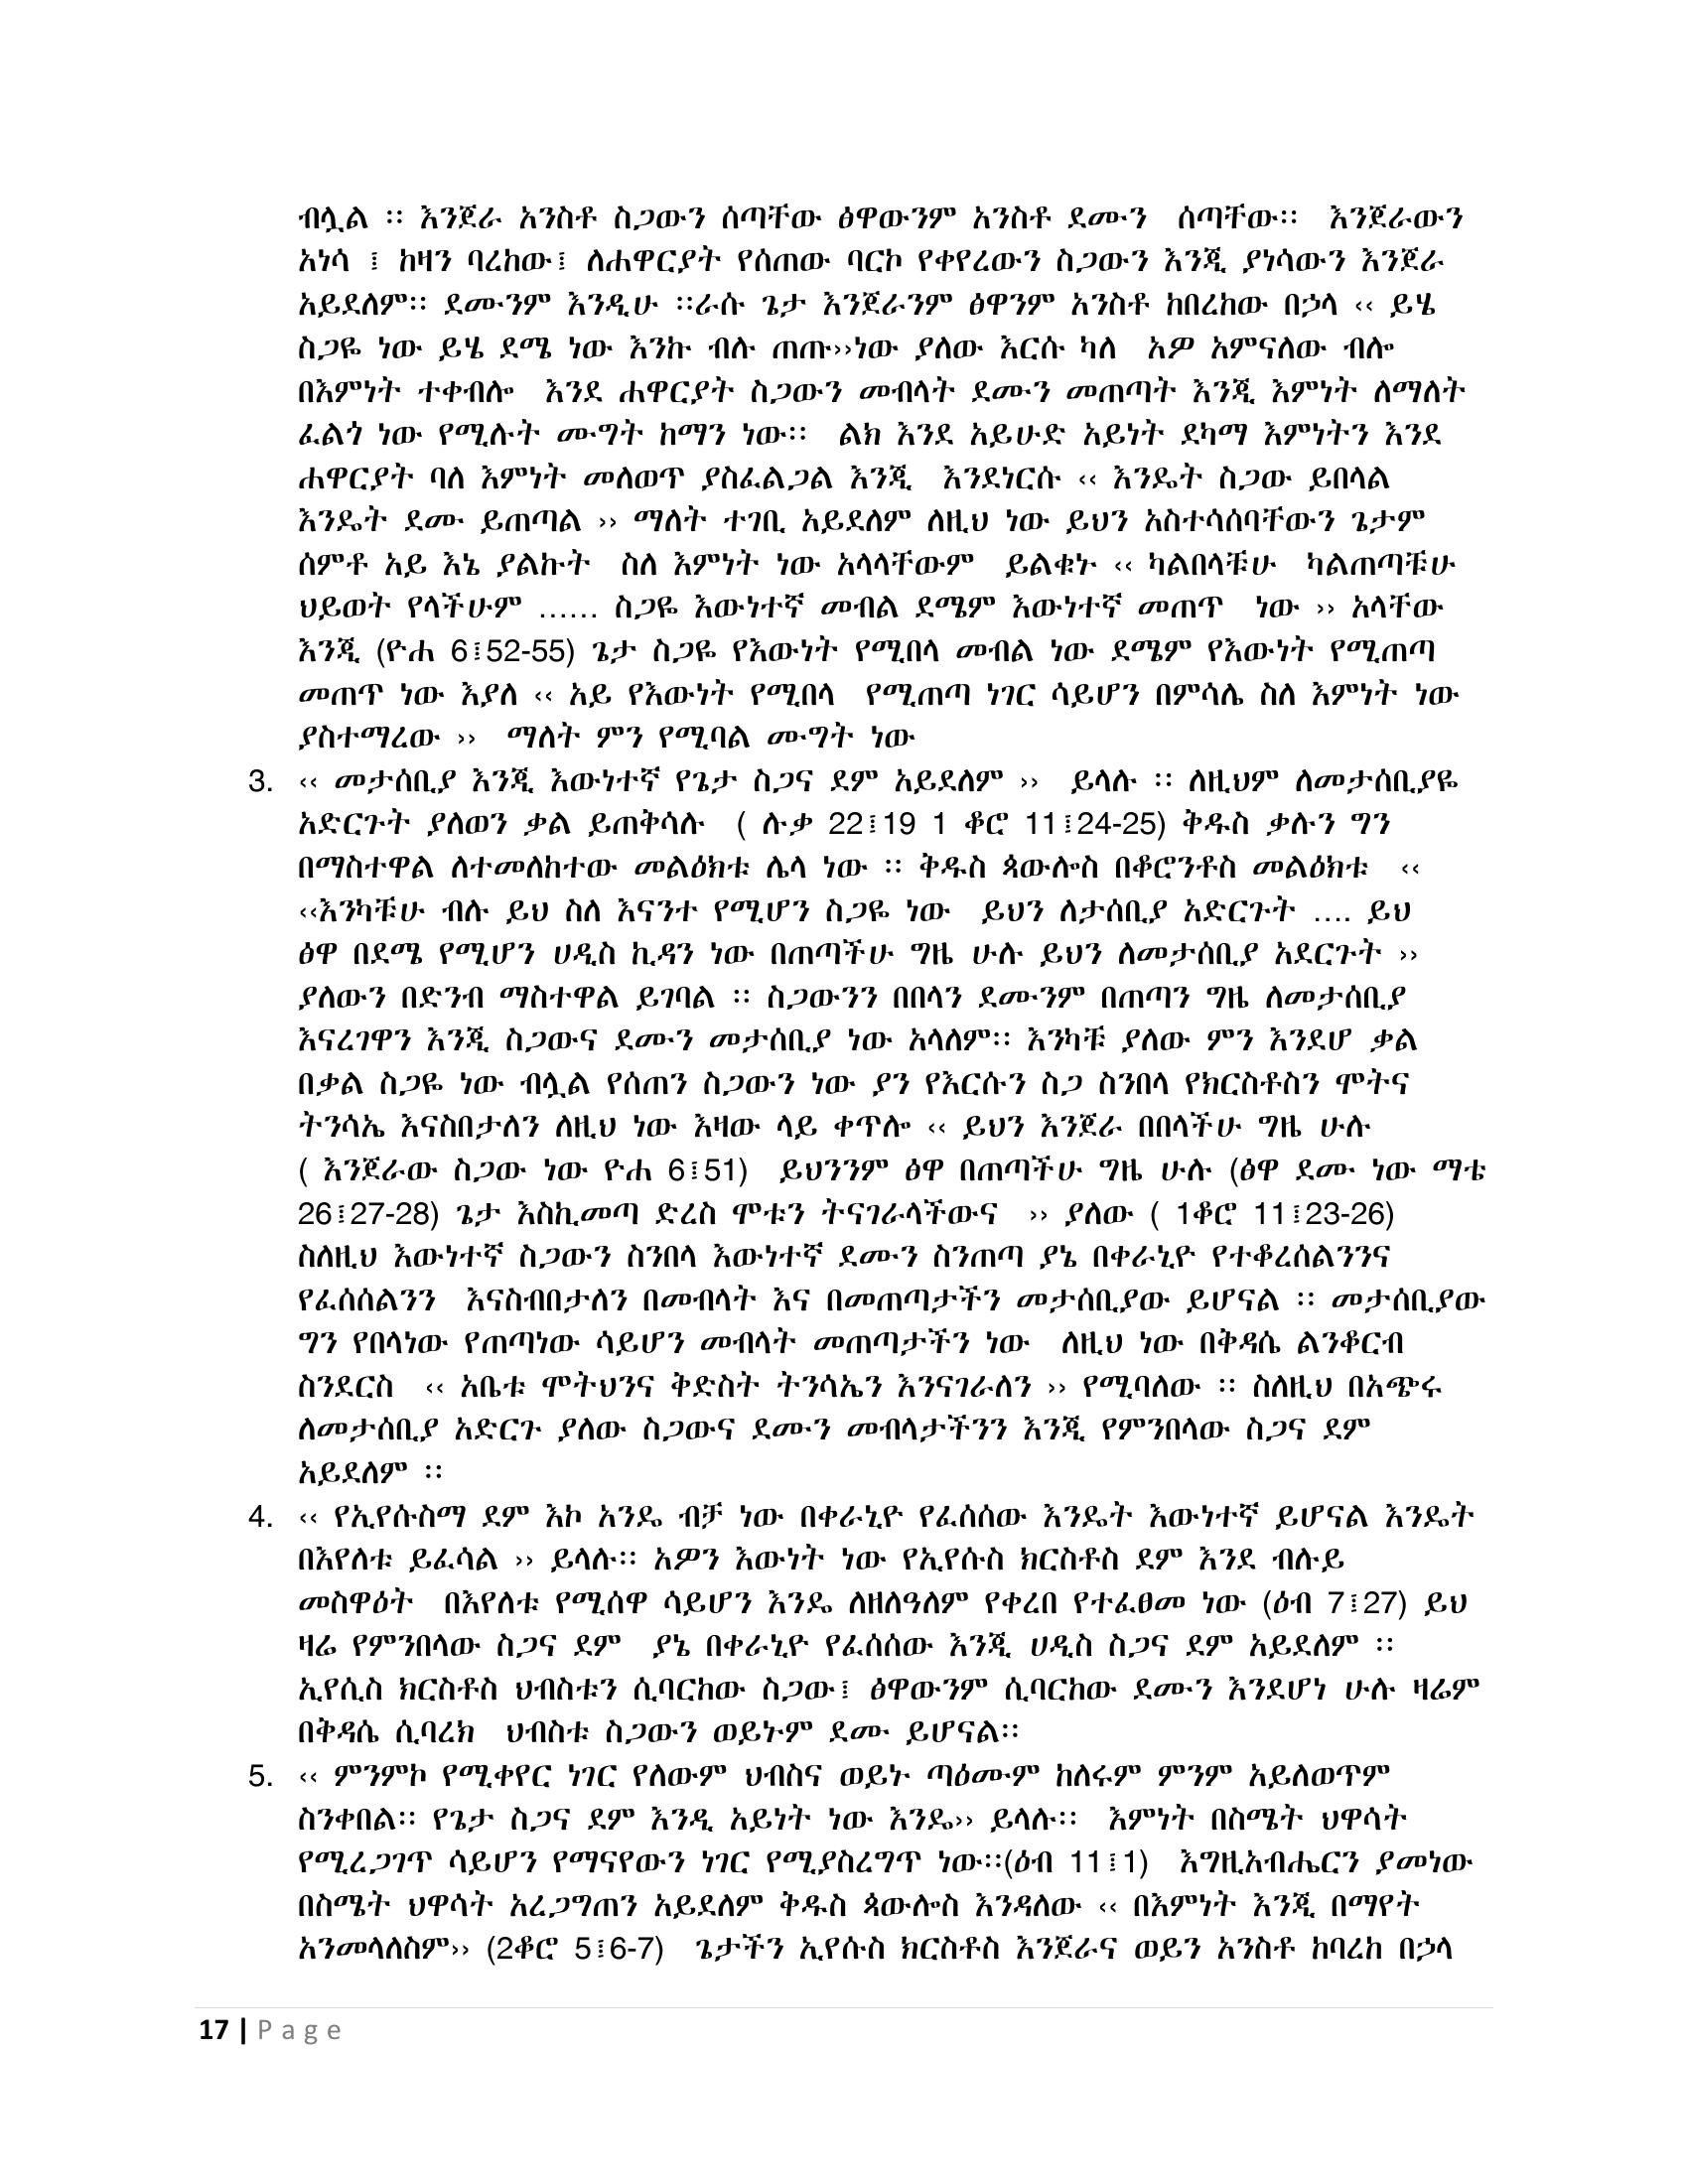 ብሏል ፡፡ እንጀራ አንስቶ ስጋውን ሰጣቸው ፅዋውንም አንስቶ ደሙን ሰጣቸው፡፡ እንጀራውን
አነሳ ፤ ከዛን ባረከው፤ ለሐዋርያት የሰጠው ባርኮ የቀየረውን ስጋውን እንጂ ያነሳውን እንጀራ
አይደለም፡፡ ደሙንም እንዲሁ ፡፡ራሱ ጌታ እንጀራንም ፅዋንም አንስቶ ከበረከው በኃላ ‹‹ ይሄ
ስጋዬ ነው ይሄ ደሜ ነው እንኩ ብሉ ጠጡ››ነው ያለው እርሱ ካለ አዎ አምናለው ብሎ
በእምነት ተቀብሎ እንደ ሐዋርያት ስጋውን መብላት ደሙን መጠጣት እንጂ እምነት ለማለት
ፈልጎ ነው የሚሉት ሙግት ከማን ነው፡፡ ልክ እንደ አይሁድ አይነት ደካማ እምነትን እንደ
ሐዋርያት ባለ እምነት መለወጥ ያስፈልጋል እንጂ እንደነርሱ ‹‹ እንዴት ስጋው ይበላል
እንዴት ደሙ ይጠጣል ›› ማለት ተገቢ አይደለም ለዚህ ነው ይህን አስተሳሰባቸውን ጌታም
ሰምቶ አይ እኔ ያልኩት ስለ እምነት ነው አላላቸውም ይልቁኑ ‹‹ ካልበላቹሁ ካልጠጣቹሁ
ህይወት የላችሁም …… ስጋዬ እውነተኛ መብል ደሜም እውነተኛ መጠጥ ነው ›› አላቸው
እንጂ (ዮሐ 6፤52-55) ጌታ ስጋዬ የእውነት የሚበላ መብል ነው ደሜም የእውነት የሚጠጣ
መጠጥ ነው እያለ ‹‹ አይ የእውነት የሚበላ የሚጠጣ ነገር ሳይሆን በምሳሌ ስለ እምነት ነው
ያስተማረው ›› ማለት ምን የሚባል ሙግት ነው
3. ‹‹ መታሰቢያ እንጂ እውነተኛ የጌታ ስጋና ደም አይደለም ›› ይላሉ ፡፡ ለዚህም ለመታሰቢያዬ
አድርጉት ያለወን ቃል ይጠቅሳሉ ( ሉቃ 22፤19 1 ቆሮ 11፤24-25) ቅዱስ ቃሉን ግን
በማስተዋል ለተመለከተው መልዕክቱ ሌላ ነው ፡፡ ቅዱስ ጳውሎስ በቆሮንቶስ መልዕክቱ ‹‹
‹‹እንካቹሁ ብሉ ይህ ስለ እናንተ የሚሆን ስጋዬ ነው ይህን ለታሰቢያ አድርጉት …. ይህ
ፅዋ በደሜ የሚሆን ሀዲስ ኪዳን ነው በጠጣችሁ ግዜ ሁሉ ይህን ለመታሰቢያ አደርጉት ››
ያለውን በድንብ ማስተዋል ይገባል ፡፡ ስጋውንን በበላን ደሙንም በጠጣን ግዜ ለመታሰቢያ
እናረገዋን እንጂ ስጋውና ደሙን መታሰቢያ ነው አላለም፡፡ እንካቹ ያለው ምን እንደሆ ቃል
በቃል ስጋዬ ነው ብሏል የሰጠን ስጋውን ነው ያን የእርሱን ስጋ ስንበላ የክርስቶስን ሞትና
ትንሳኤ እናስበታለን ለዚህ ነው እዛው ላይ ቀጥሎ ‹‹ ይህን እንጀራ በበላችሁ ግዜ ሁሉ
( እንጀራው ስጋው ነው ዮሐ 6፤51) ይህንንም ፅዋ በጠጣችሁ ግዜ ሁሉ (ፅዋ ደሙ ነው ማቴ
26፤27-28) ጌታ እስኪመጣ ድረስ ሞቱን ትናገራላችውና ›› ያለው ( 1ቆሮ 11፤23-26)
ስለዚህ እውነተኛ ስጋውን ስንበላ እውነተኛ ደሙን ስንጠጣ ያኔ በቀራኒዮ የተቆረሰልንንና
የፈሰሰልንን እናስብበታለን በመብላት እና በመጠጣታችን መታሰቢያው ይሆናል ፡፡ መታሰቢያው
ግን የበላነው የጠጣነው ሳይሆን መብላት መጠጣታችን ነው ለዚህ ነው በቅዳሴ ልንቆርብ
ስንደርስ ‹‹ አቤቱ ሞትህንና ቅድስት ትንሳኤን እንናገራለን ›› የሚባለው ፡፡ ስለዚህ በአጭሩ
ለመታሰቢያ አድርጉ ያለው ስጋውና ደሙን መብላታችንን እንጂ የምንበላው ስጋና ደም
አይደለም ፡፡
4. ‹‹ የኢየሱስማ ደም እኮ አንዴ ብቻ ነው በቀራኒዮ የፈሰሰው እንዴት እውነተኛ ይሆናል እንዴት
በእየለቱ ይፈሳል ›› ይላሉ፡፡ አዎን እውነት ነው የኢየሱስ ክርስቶስ ደም እንደ ብሉይ
መስዋዕት በእየለቱ የሚሰዋ ሳይሆን እንዴ ለዘለዓለም የቀረበ የተፈፀመ ነው (ዕብ 7፤27) ይህ
ዛሬ የምንበላው ስጋና ደም ያኔ በቀራኒዮ የፈሰሰው እንጂ ሀዲስ ስጋና ደም አይደለም ፡፡
ኢየሲስ ክርስቶስ ህብስቱን ሲባርከው ስጋው፤ ፅዋውንም ሲባርከው ደሙን እንደሆነ ሁሉ ዛሬም
በቅዳሴ ሲባረክ ህብስቱ ስጋውን ወይኑም ደሙ ይሆናል፡፡
5. ‹‹ ምንምኮ የሚቀየር ነገር የለውም ህብስና ወይኑ ጣዕሙም ከለሩም ምንም አይለወጥም
ስንቀበል፡፡ የጌታ ስጋና ደም እንዲ አይነት ነው እንዴ›› ይላሉ፡፡ እምነት በስሜት ህዋሳት
የሚረጋገጥ ሳይሆን የማናየውን ነገር የሚያስረግጥ ነው፡፡(ዕብ 11፤1) እግዚአብሔርን ያመነው
በስሜት ህዋሳት አረጋግጠን አይደለም ቅዱስ ጳውሎስ እንዳለው ‹‹ በእምነት እንጂ በማየት
አንመላለስም›› (2ቆሮ 5፤6-7) ጌታችን ኢየሱስ ክርስቶስ እንጀራና ወይን አንስቶ ከባረከ በኃላ
17 | Page